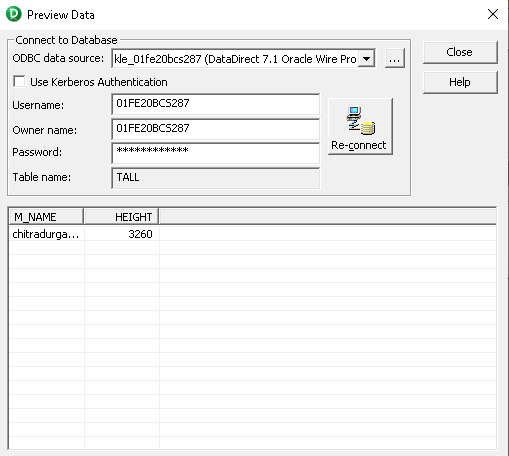 Preview Data
Connect to Database
ODBC data source: kle_01fe20bcs287 (DataDirect 7.1 Oracle Wire Pro ...
Close
Use Kerberos Authentication
Help
Username: 01FE20BCS287
Owner name: 01FE20BCS287
Password: ************
Re-connect
Table name: TALL
M_NAME HEIGHT
chitradurga... 3260